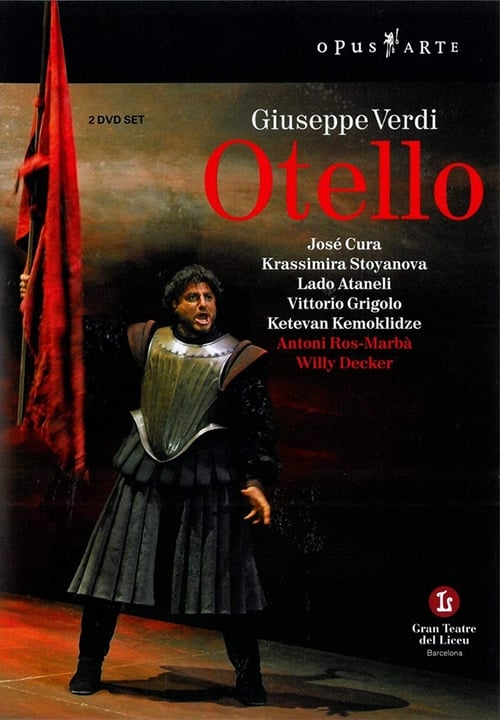 OPUS ARTE
2 DVD SET
Giuseppe Verdi
Otello
José Cura
Krassimira Stoyanova
Lado Ataneli
Vittorio Grigolo
Ketevan Kemoklidze
Antoni Ros-Marbà
Willy Decker
Gran Teatre
del Liceu
Barcelona